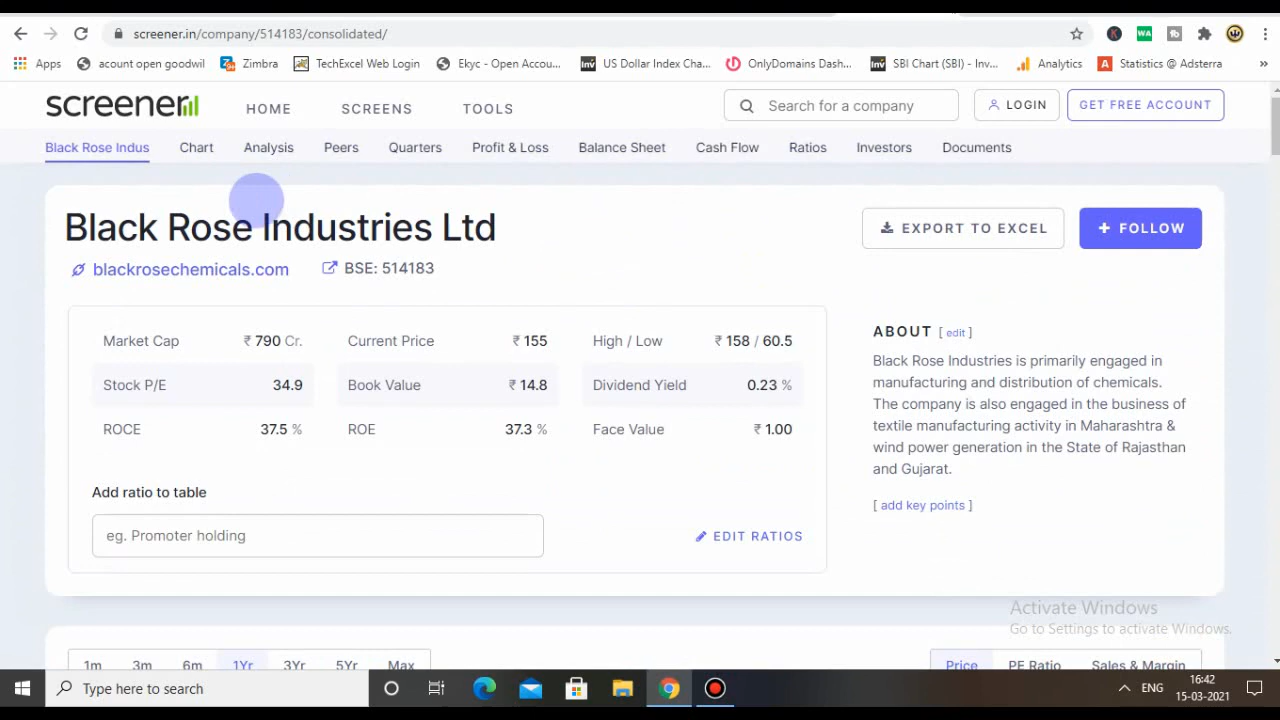 screener.in/company/514183/consolidated/
Apps acount open goodwil Zimbra TechExcel Web Login Ekyc - Open Accou... US Dollar Index Cha... OnlyDomains Dash... SBI Chart (SBI) - Inv... Analytics Statistics @ Adsterra »
screener HOME SCREENS TOOLS Search for a company LOGIN GET FREE ACCOUNT
Black Rose Indus Chart Analysis Peers Quarters Profit & Loss Balance Sheet Cash Flow Ratios Investors Documents
Black Rose Industries Ltd EXPORT TO EXCEL + FOLLOW
blackrosechemicals.com BSE: 514183
Market Cap ₹ 790 Cr. Current Price ₹ 155 High / Low ₹ 158 / 60.5
Stock P/E 34.9 Book Value ₹ 14.8 Dividend Yield 0.23 %
ROCE 37.5 % ROE 37.3 % Face Value ₹ 1.00
Add ratio to table
eg. Promoter holding EDIT RATIOS
ABOUT [ edit ]
Black Rose Industries is primarily engaged in
manufacturing and distribution of chemicals.
The company is also engaged in the business of
textile manufacturing activity in Maharashtra &
wind power generation in the State of Rajasthan
and Gujarat.
[ add key points ]
Activate Windows
Go to Settings to activate Windows.
1m 3m 6m 1Yr 3Yr 5Yr Max Price PE Ratio Sales & Margin
Type here to search ENG 16:42
15-03-2021